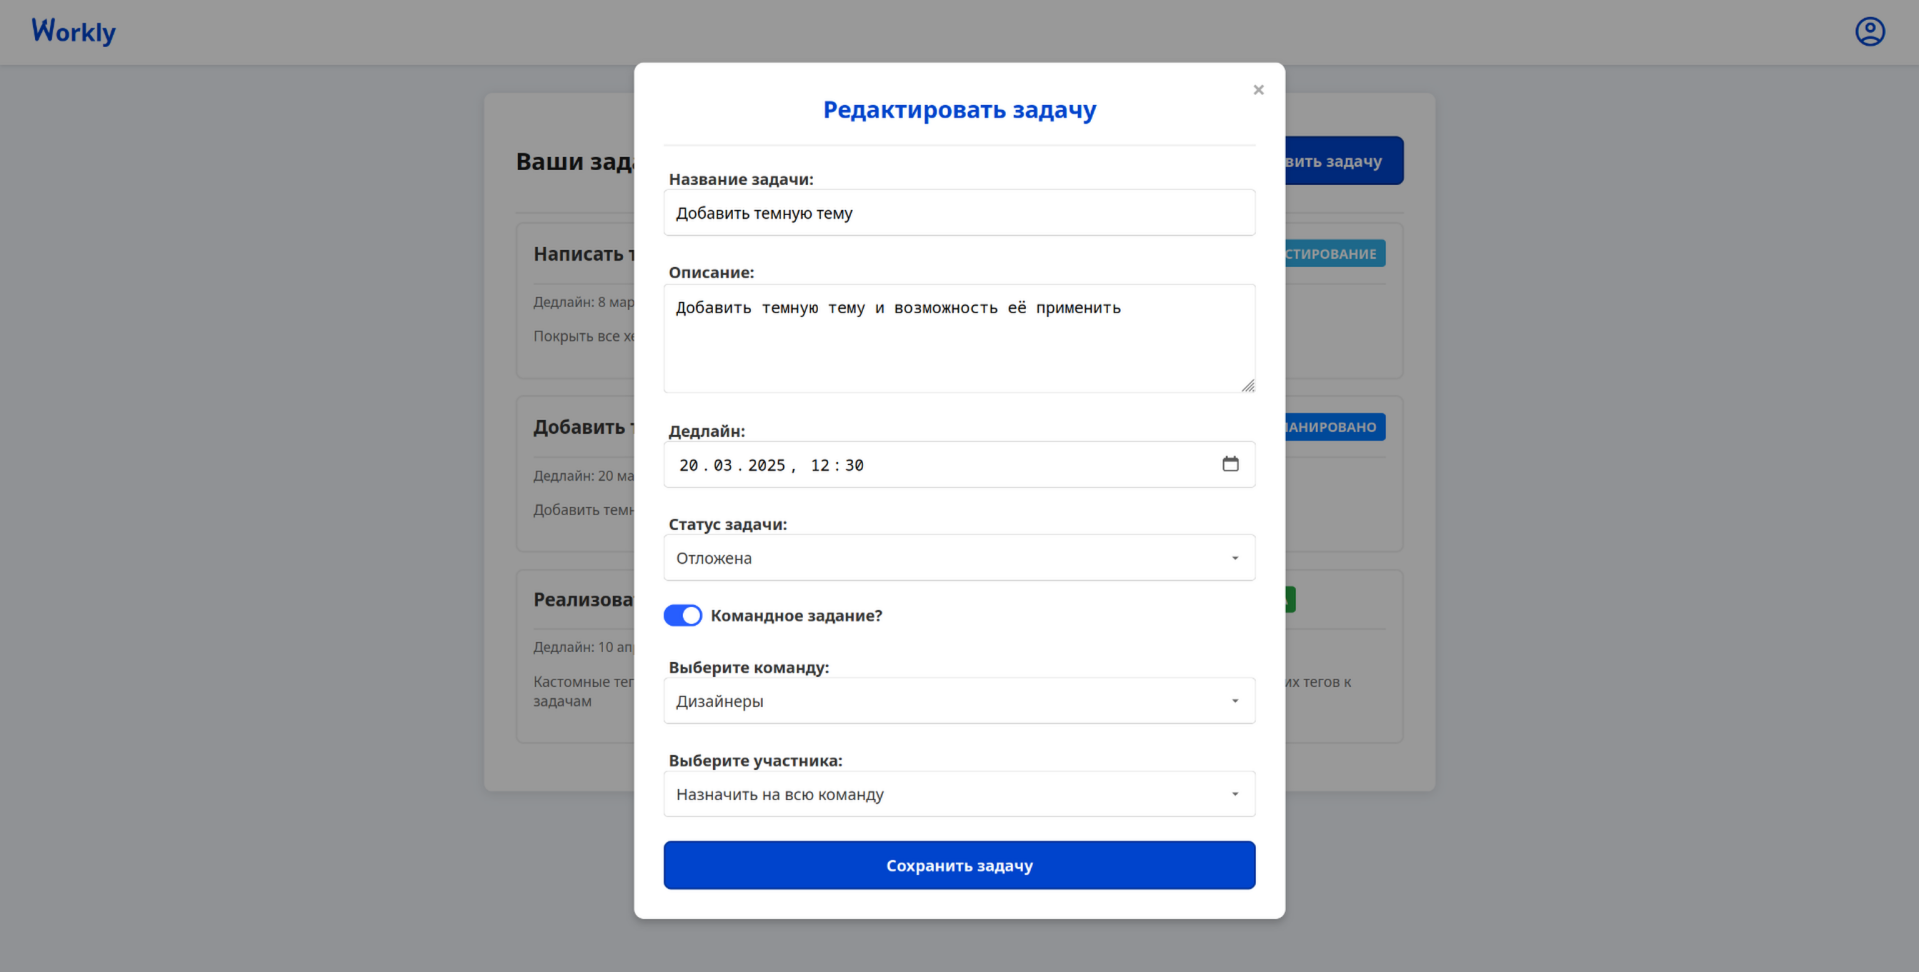 Workly
Редактировать задачу
Ваши
вить задачу
Название задачи:
Добавить темную тему
Написать
СТИРОВАНИЕ
Описание:
Дедлайн: 8 мар
Добавить темную тему и возможность её применить
Покрыть все
Добавить
АНИРОВАНО
Дедлайн:
20.03.2025, 12:30
Дедлайн: 20 ма
Добавить темн
Статус задачи:
Отложена
Реализова
Командное задание?
Дедлайн: 10 ап
Выберите команду:
Кастомные тег
их тегов к
задачам
Дизайнеры
Выберите участника:
Назначить на всю команду
Сохранить задачу